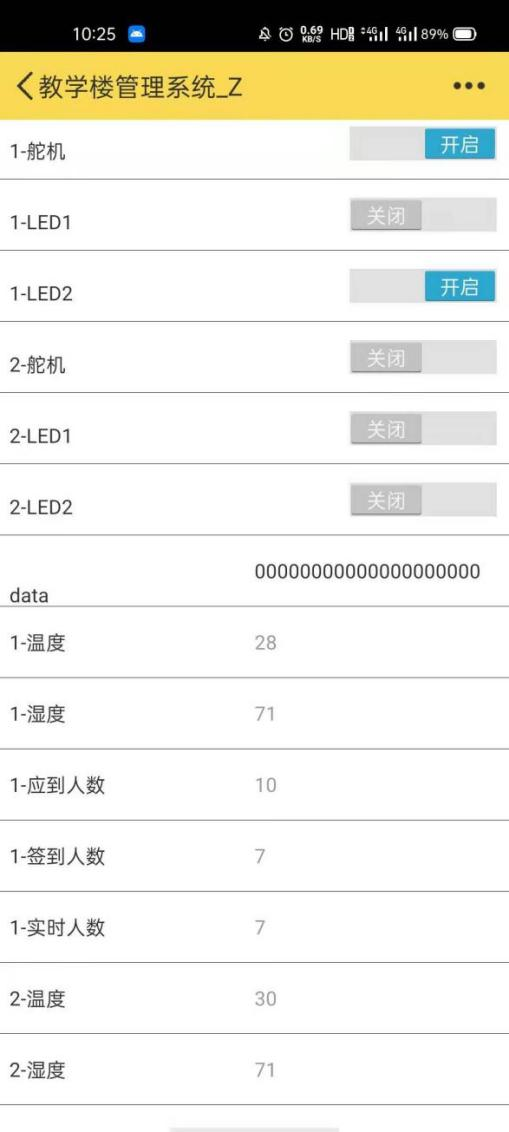 10:25 0.69 KB/S HD 4G 4G 89%
教学楼管理系统_Z
1-舵机 开启
1-LED1 关闭
1-LED2 开启
2-舵机 关闭
2-LED1 关闭
2-LED2 关闭
00000000000000000000
data
1-温度 28
1-湿度 71
1-应到人数 10
1-签到人数 7
1-实时人数 7
2-温度 30
2-湿度 71